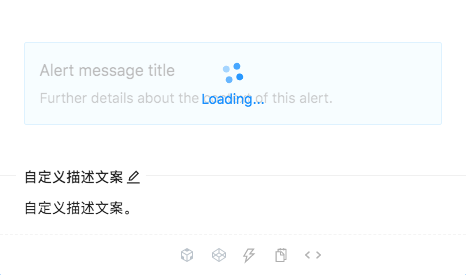 Alert message title
Further details about the context of this alert.
Loading...
自定义描述文案
自定义描述文案。